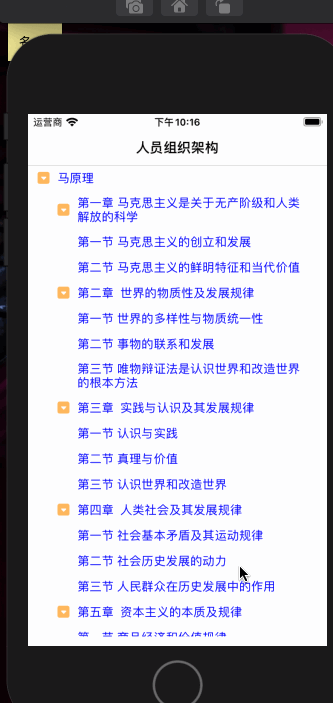 运营商
下午10:16
人员组织架构
马原理
第一章 马克思主义是关于无产阶级和人类
解放的科学
第一节 马克思主义的创立和发展
第二节 马克思主义的鲜明特征和当代价值
第二章 世界的物质性及发展规律
第一节 世界的多样性与物质统一性
第二节 事物的联系和发展
第三节 唯物辩证法是认识世界和改造世界
的根本方法
第三章 实践与认识及其发展规律
第一节 认识与实践
第二节 真理与价值
第三节 认识世界和改造世界
第四章 人类社会及其发展规律
第一节 社会基本矛盾及其运动规律
第二节 社会历史发展的动力
第三节 人民群众在历史发展中的作用
第五章 资本主义的本质及规律
第一节 商品经济和价值规律